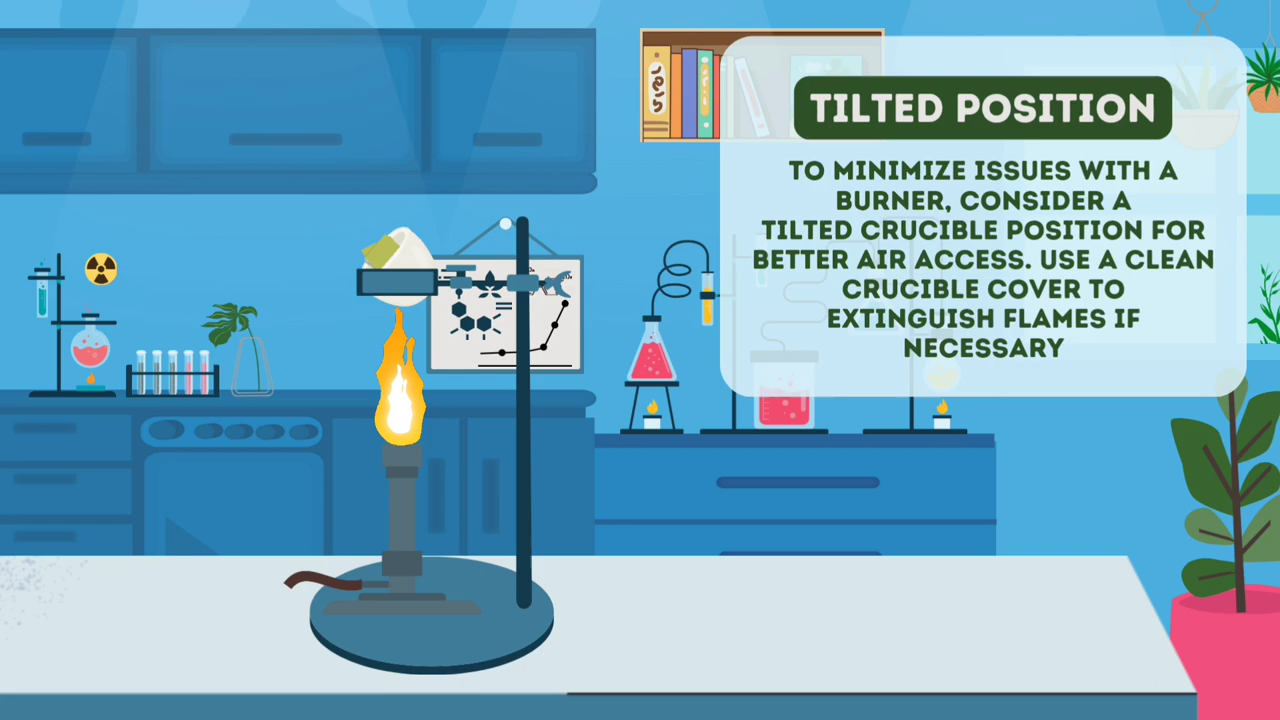 TILTED POSITION
TO MINIMIZE ISSUES WITH A
BURNER, CONSIDER A
TILTED CRUCIBLE POSITION FOR
BETTER AIR ACCESS. USE A CLEAN
CRUCIBLE COVER TO
EXTINGUISH FLAMES IF
NECESSARY